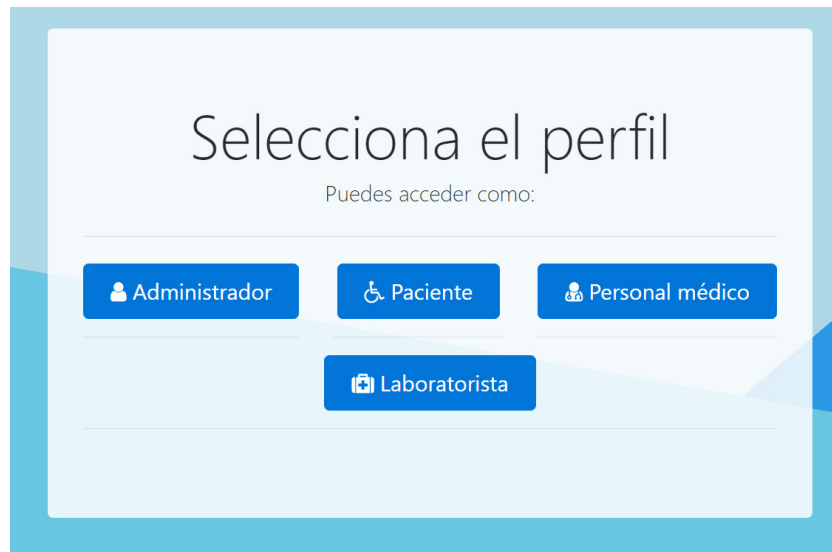 Selecciona el perfil
Puedes acceder como:
Administrador
Paciente
Personal médico
Laboratorista